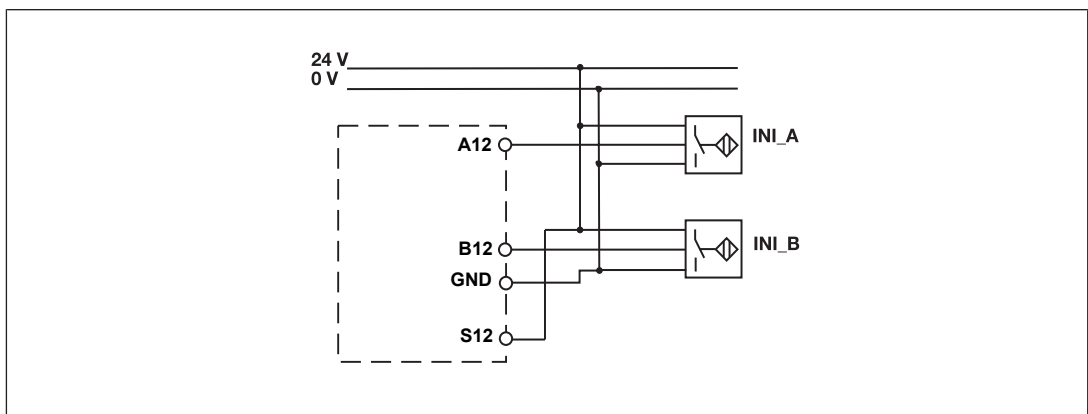 24 V
0 V
A12
INI_A
B12
INI_B
GND
S12